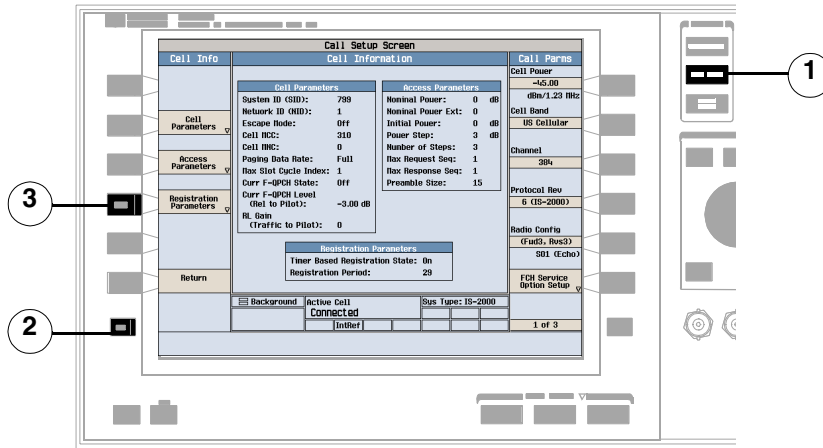 Call Setup Screen
Cell Info
Cell Information
Call Parms
Cell Parameters
System ID (SID): 799
Network ID (NID): 1
Escape Mode: Off
Cell MCC: 310
Cell MNC: 0
Paging Data Rate: Full
Max Slot Cycle Index: 1
Curr F-QPCH State: Off
Curr F-QPCH Level
(Rel to Pilot): -3.00 dB
RL Gain
(Traffic to Pilot): 0
Access Parameters
Nominal Power: 0 dB
Nominal Power Ext: 0
Initial Power: 0 dB
Power Step: 3 dB
Number of Steps: 3
Max Request Seq: 1
Max Response Seq: 1
Preamble Size: 15
Registration Parameters
Timer Based Registration State: On
Registration Period: 29
Cell
Parameters
Access
Parameters
Registration
Parameters
Return
Cell Power
-45.00
dBm/1.23 MHz
Cell Band
US Cellular
Channel
384
Protocol Rev
6 (IS-2000)
Radio Config
(Fwd3, Rvs3)
SO1 (Echo)
FCH Service
Option Setup
1 of 3
Background
Active Cell
Connected
Sys Type: IS-2000
IntRef
1
3
2